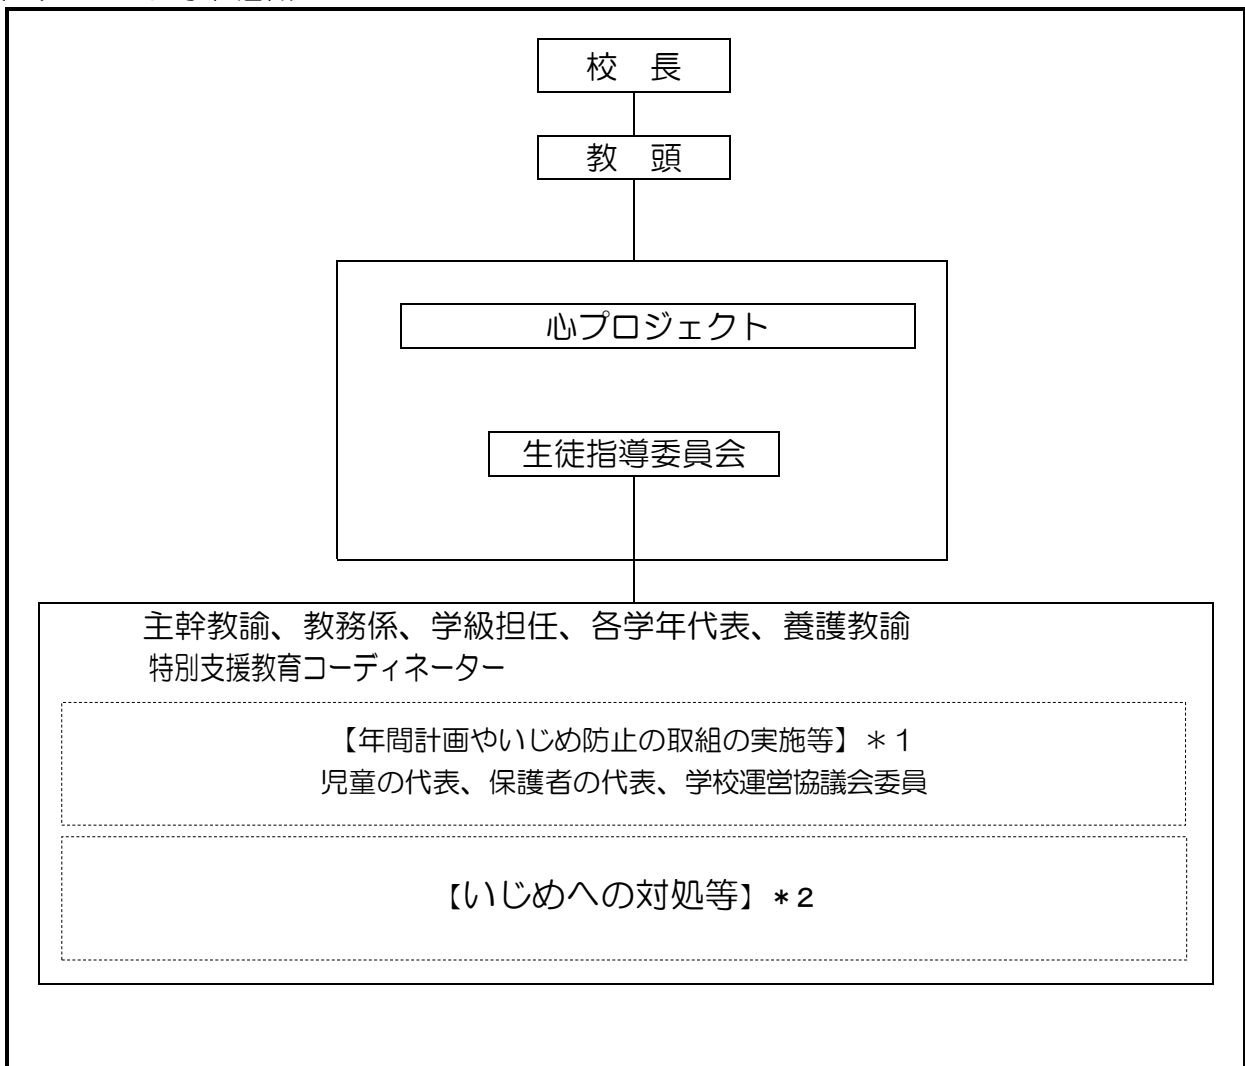 校　長
教　頭
心プロジェクト
生徒指導委員会
主幹教諭、教務係、学級担任、各学年代表、養護教諭
特別支援教育コーディネーター
【年間計画やいじめ防止の取組の実施等】＊１
児童の代表、保護者の代表、学校運営協議会委員
【いじめへの対処等】＊２